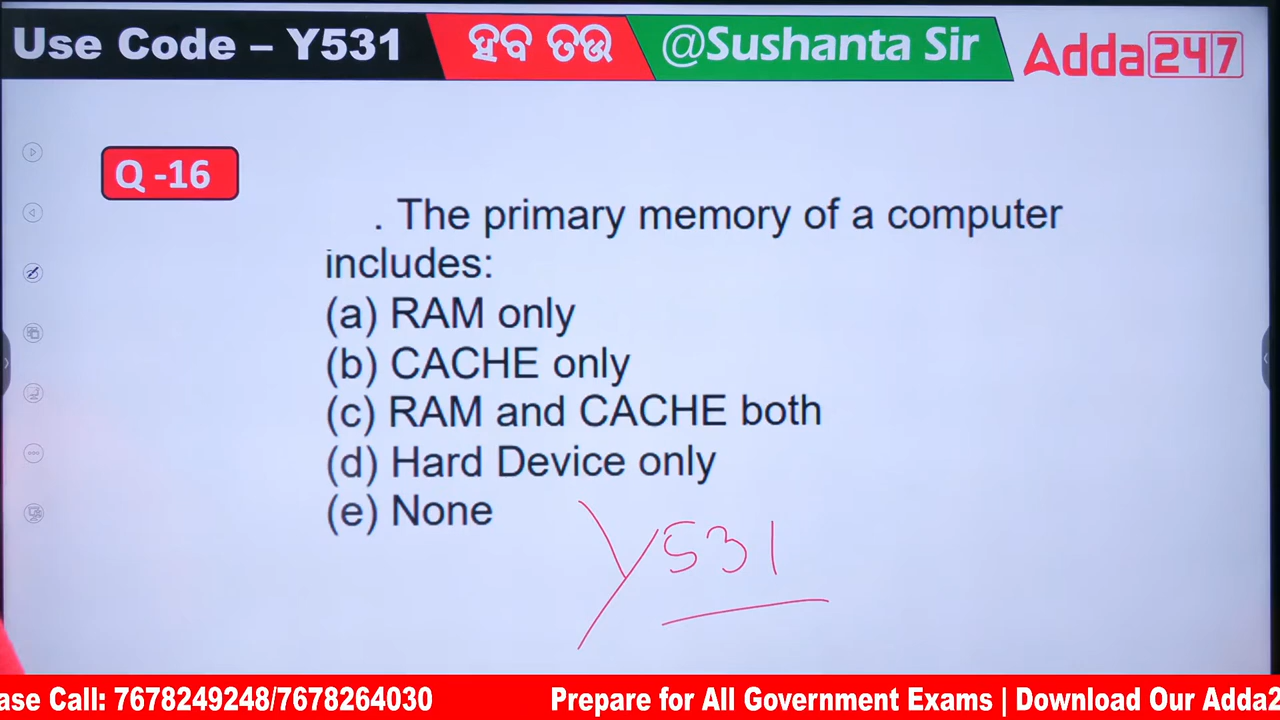 Use Code – Y531 ହବ ତଉ @Sushanta Sir Adda247
Q -16
. The primary memory of a computer
includes:
(a) RAM only
(b) CACHE only
(c) RAM and CACHE both
(d) Hard Device only
(e) None
Y531
ase Call: 7678249248/7678264030 Prepare for All Government Exams | Download Our Adda2